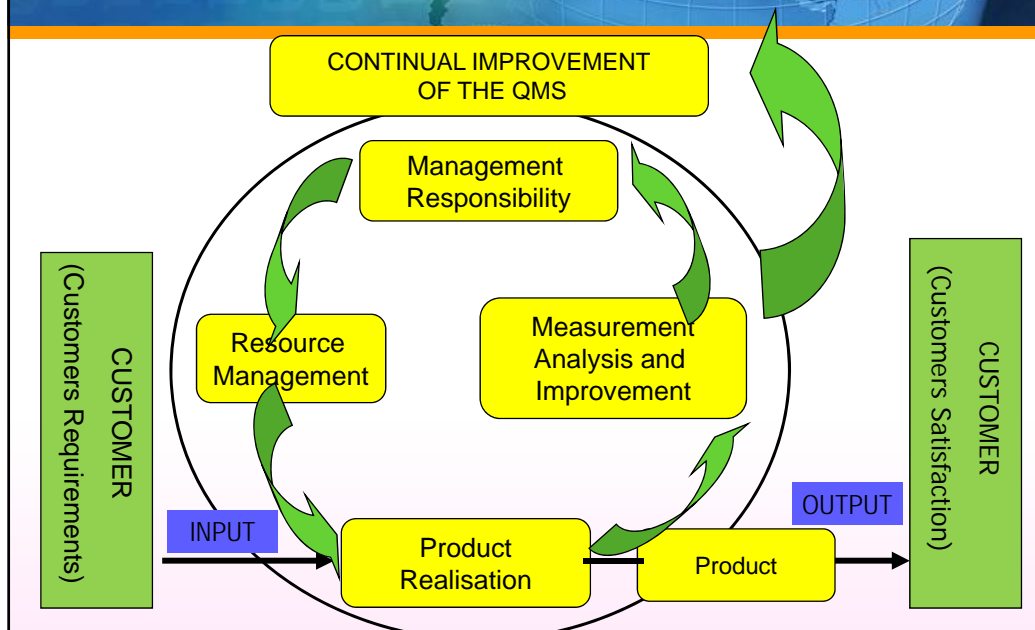 CONTINUAL IMPROVEMENT
OF THE QMS
Management
Responsibility
Resource
Management
Measurement
Analysis and
Improvement
CUSTOMER
(Customers Requirements)
CUSTOMER
(Customers Satisfaction)
INPUT
OUTPUT
Product
Realisation
Product